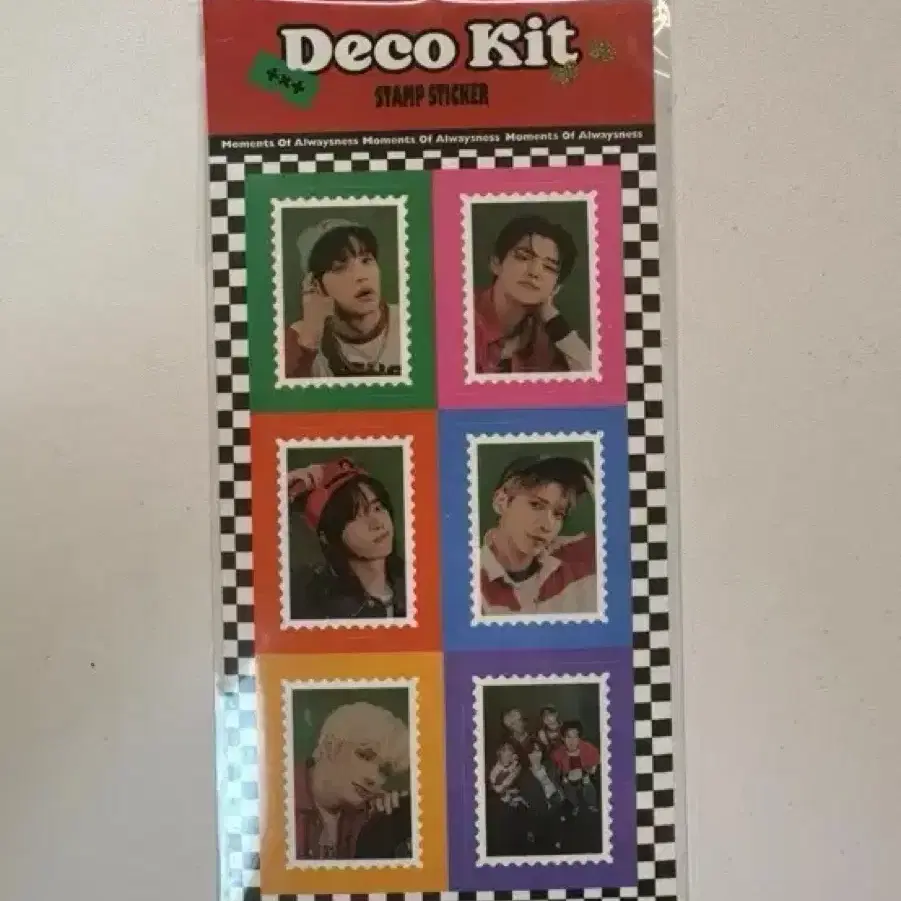 Deco Kit
STAMP STICKER
Moments Of Alwaysness Moments Of Alwaysness Moments Of Alwaysness